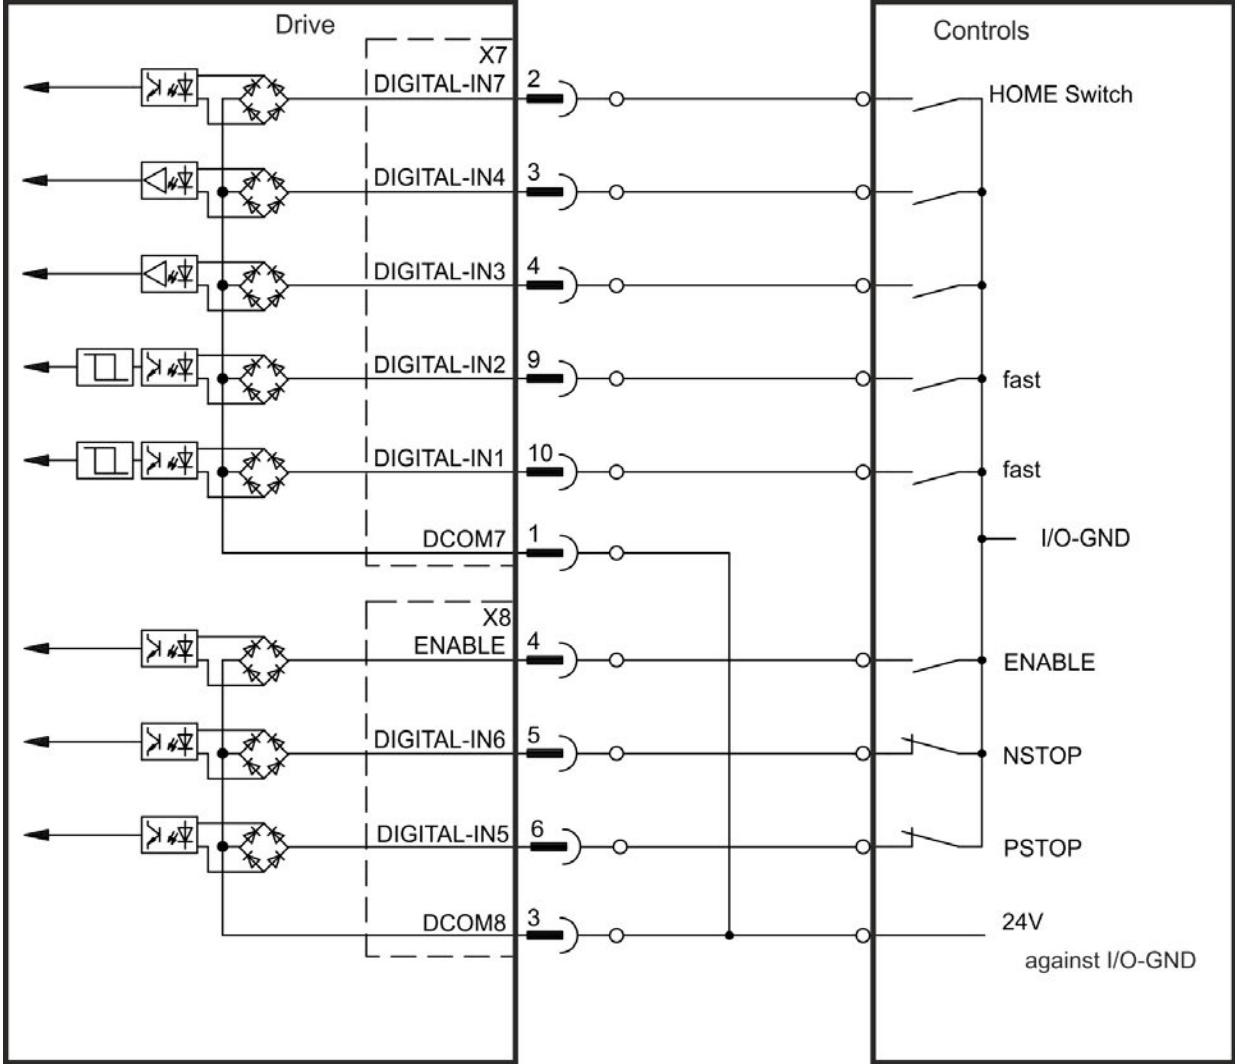 Drive
Controls
X7
DIGITAL-IN7
2
HOME Switch
DIGITAL-IN4
3
DIGITAL-IN3
4
DIGITAL-IN2
9
fast
DIGITAL-IN1
10
fast
DCOM7
1
I/O-GND
X8
ENABLE
4
ENABLE
DIGITAL-IN6
5
NSTOP
DIGITAL-IN5
6
PSTOP
DCOM8
3
24V
against I/O-GND